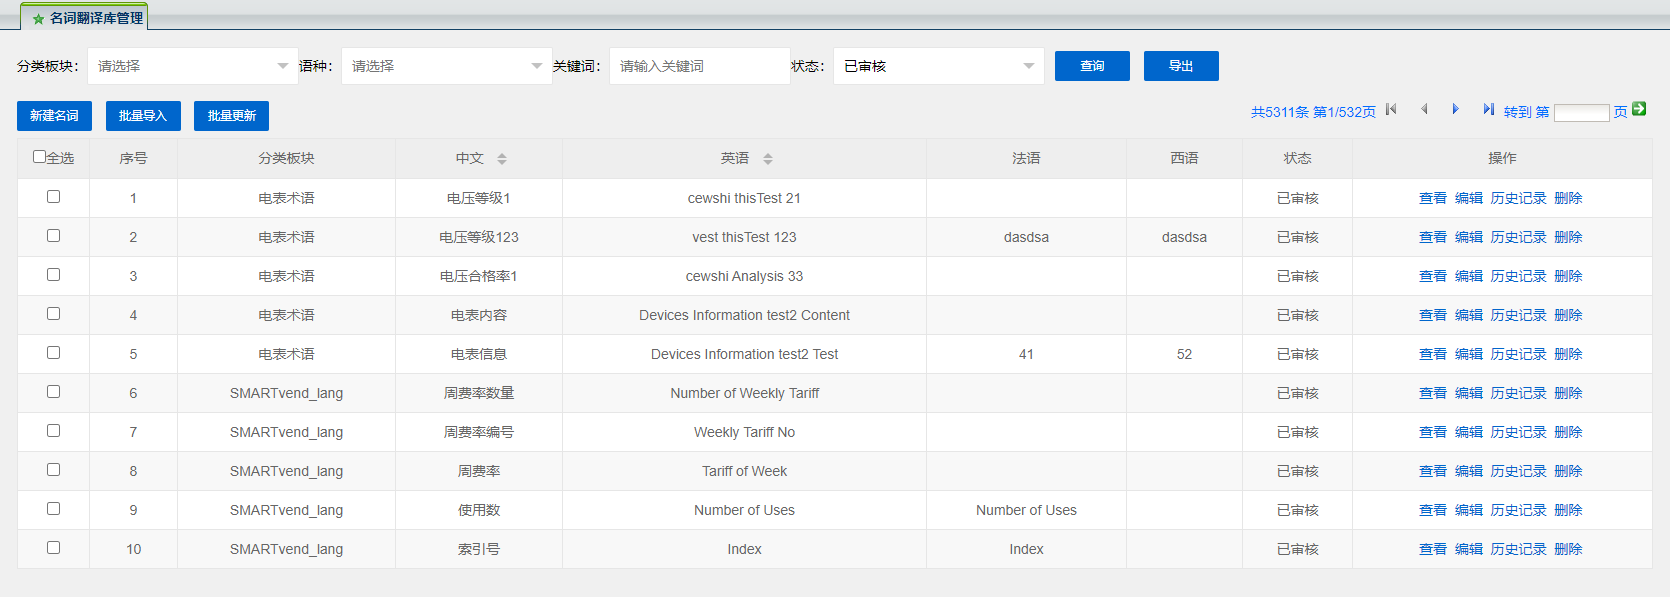 名词翻译库管理
分类板块： 请选择 语种： 请选择 关键词： 请输入关键词 状态： 已审核 查询 导出
新建名词 批量导入 批量更新 共5311条 第1/532页 转到 第 页
全选 序号 分类板块 中文 英语 法语 西语 状态 操作
1 电表术语 电压等级1 cewshi thisTest 21 已审核 查看 编辑 历史记录 删除
2 电表术语 电压等级123 vest thisTest 123 dasdsa dasdsa 已审核 查看 编辑 历史记录 删除
3 电表术语 电压合格率1 cewshi Analysis 33 已审核 查看 编辑 历史记录 删除
4 电表术语 电表内容 Devices Information test2 Content 已审核 查看 编辑 历史记录 删除
5 电表术语 电表信息 Devices Information test2 Test 41 52 已审核 查看 编辑 历史记录 删除
6 SMARTvend_lang 周费率数量 Number of Weekly Tariff 已审核 查看 编辑 历史记录 删除
7 SMARTvend_lang 周费率编号 Weekly Tariff No 已审核 查看 编辑 历史记录 删除
8 SMARTvend_lang 周费率 Tariff of Week 已审核 查看 编辑 历史记录 删除
9 SMARTvend_lang 使用数 Number of Uses Number of Uses 已审核 查看 编辑 历史记录 删除
10 SMARTvend_lang 索引号 Index Index 已审核 查看 编辑 历史记录 删除